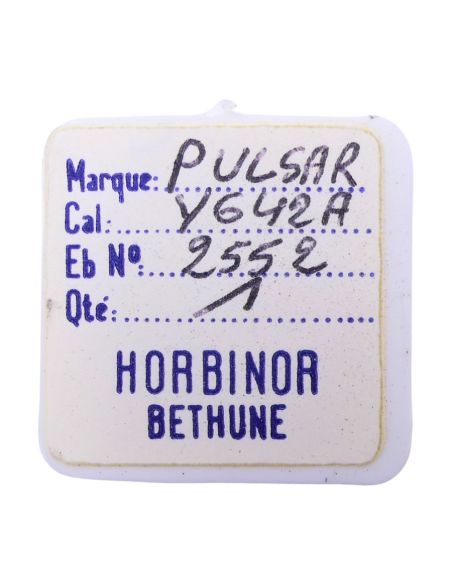 Marque: PULSAR
Cal.: Y642A
Eb Nº: 2552
Qté: 1
HORBINOR
BETHUNE